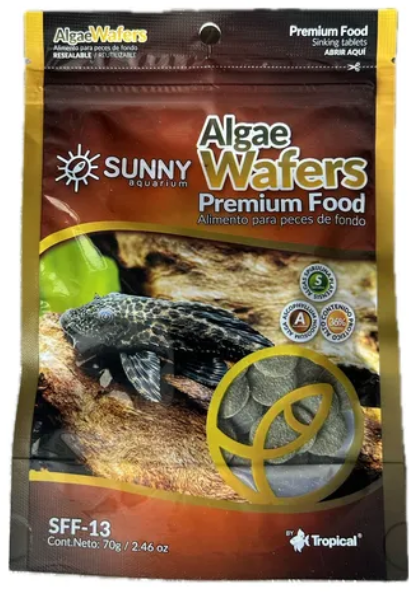 AlgaeWafers
Alimento para peces de fondo
RESEALABLE / REUTILIZABLE
Premium Food
Sinking tablets
ABRIR AQUÍ
SUNNY
aquarium
Algae
Wafers
Premium Food
Alimento para peces de fondo
S
A
SFF-13
Cont.Neto: 70g / 2.46 oz
BY Tropical®